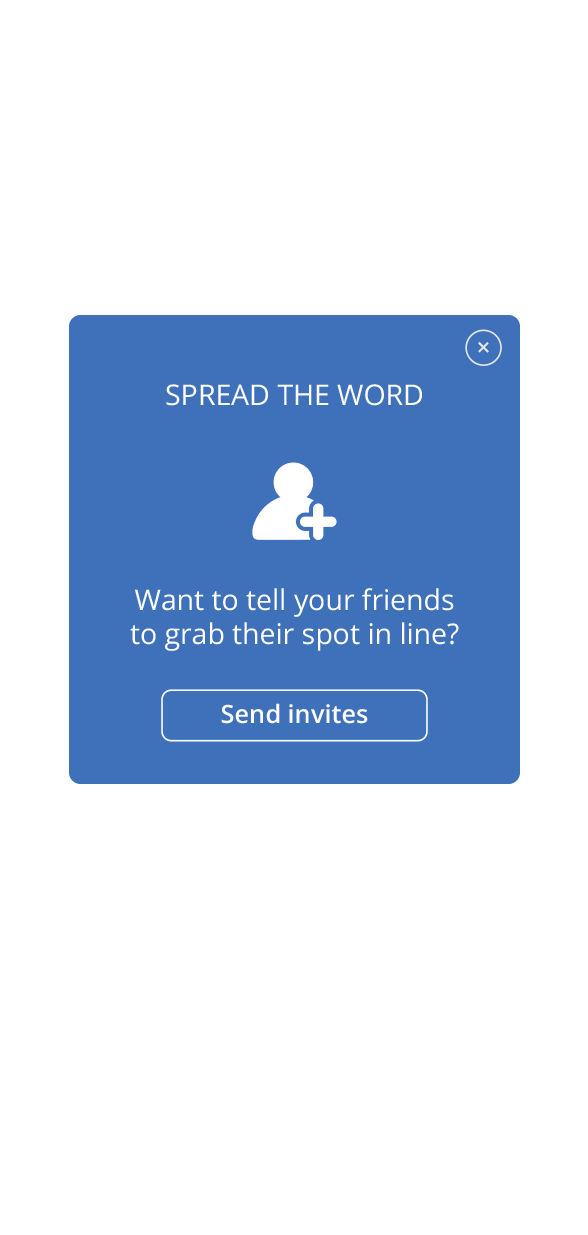 SPREAD THE WORD
Want to tell your friends
to grab their spot in line?
Send invites